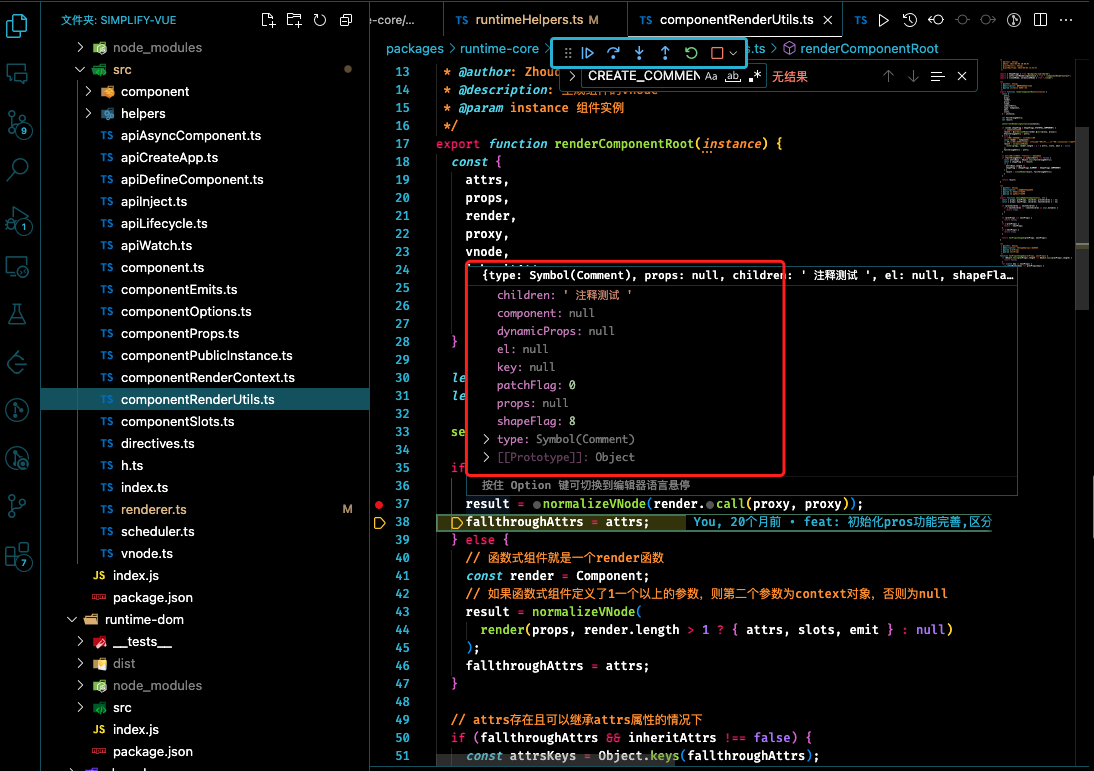 文件夹: SIMPLIFY-VUE
node_modules
src
component
helpers
TS apiAsyncComponent.ts
TS apiCreateApp.ts
TS apiDefineComponent.ts
TS apiInject.ts
TS apiLifecycle.ts
TS apiWatch.ts
TS component.ts
TS componentEmits.ts
TS componentOptions.ts
TS componentProps.ts
TS componentPublicInstance.ts
TS componentRenderContext.ts
TS componentRenderUtils.ts
TS componentSlots.ts
TS directives.ts
TS h.ts
TS index.ts
TS renderer.ts M
TS scheduler.ts
TS vnode.ts
JS index.js
package.json
runtime-dom
__tests__
dist
node_modules
src
JS index.js
package.json
9
1
7
e-core/...
TS runtimeHelpers.ts M
TS componentRenderUtils.ts
TS
packages > runtime-core > ts.ts > renderComponentRoot
CREATE_COMMEN Aa ab .* 无结果
13 * @author: Zhou
14 * @description: 生成组件的vnode
15 * @param instance 组件实例
16 */
17 export function renderComponentRoot(instance) {
18 const {
19 attrs,
20 props,
21 render,
22 proxy,
23 vnode,
24
{type: Symbol(Comment), props: null, children: ' 注释测试 ', el: null, shapeFla…
25 children: ' 注释测试 '
26 component: null
27 dynamicProps: null
28 } el: null
29 key: null
30 le patchFlag: 0
31 le props: null
32 shapeFlag: 8
33 se type: Symbol(Comment)
34 [[Prototype]]: Object
35 if
36 按住 Option 键可切换到编辑器语言悬停
37 result = normalizeVNode(render.call(proxy, proxy));
38 fallthroughAttrs = attrs; You, 20个月前 • feat: 初始化pros功能完善,区分
39 } else {
40 // 函数式组件就是一个render函数
41 const render = Component;
42 // 如果函数式组件定义了1一个以上的参数，则第二个参数为context对象，否则为null
43 result = normalizeVNode(
44 render(props, render.length > 1 ? { attrs, slots, emit } : null)
45 );
46 fallthroughAttrs = attrs;
47 }
48
49 // attrs存在且可以继承attrs属性的情况下
50 if (fallthroughAttrs && inheritAttrs !== false) {
51 const attrsKeys = Object.keys(fallthroughAttrs);